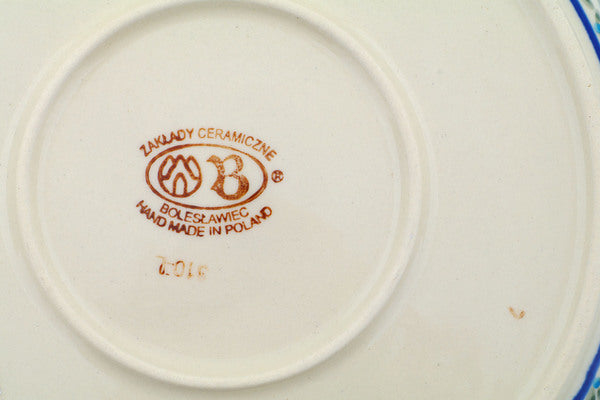 ZAKŁADY CERAMICZNE
B ®
BOLESŁAWIEC
HAND MADE IN POLAND